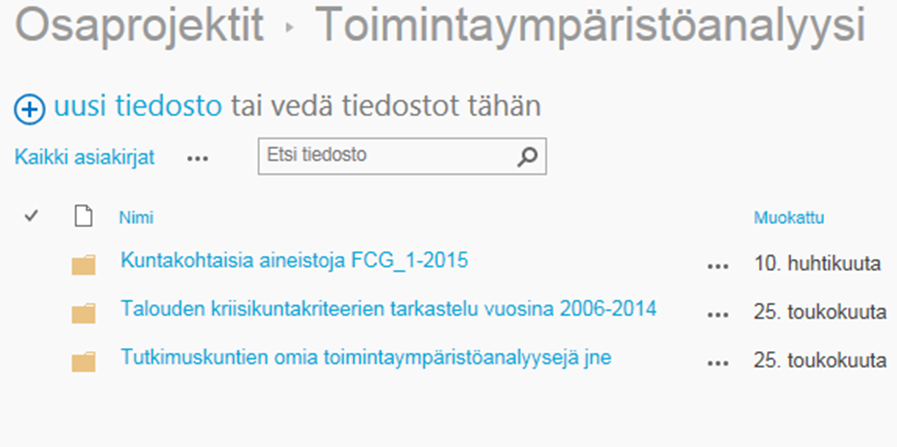 Osaprojektit ▸ Toimintaympäristöanalyysi
uusi tiedosto tai vedä tiedostot tähän
Kaikki asiakirjat ••• Etsi tiedosto
Nimi Muokattu
Kuntakohtaisia aineistoja FCG_1-2015 ••• 10. huhtikuuta
Talouden kriisikuntakriteerien tarkastelu vuosina 2006-2014 ••• 25. toukokuuta
Tutkimuskuntien omia toimintaympäristöanalyysejä jne ••• 25. toukokuuta